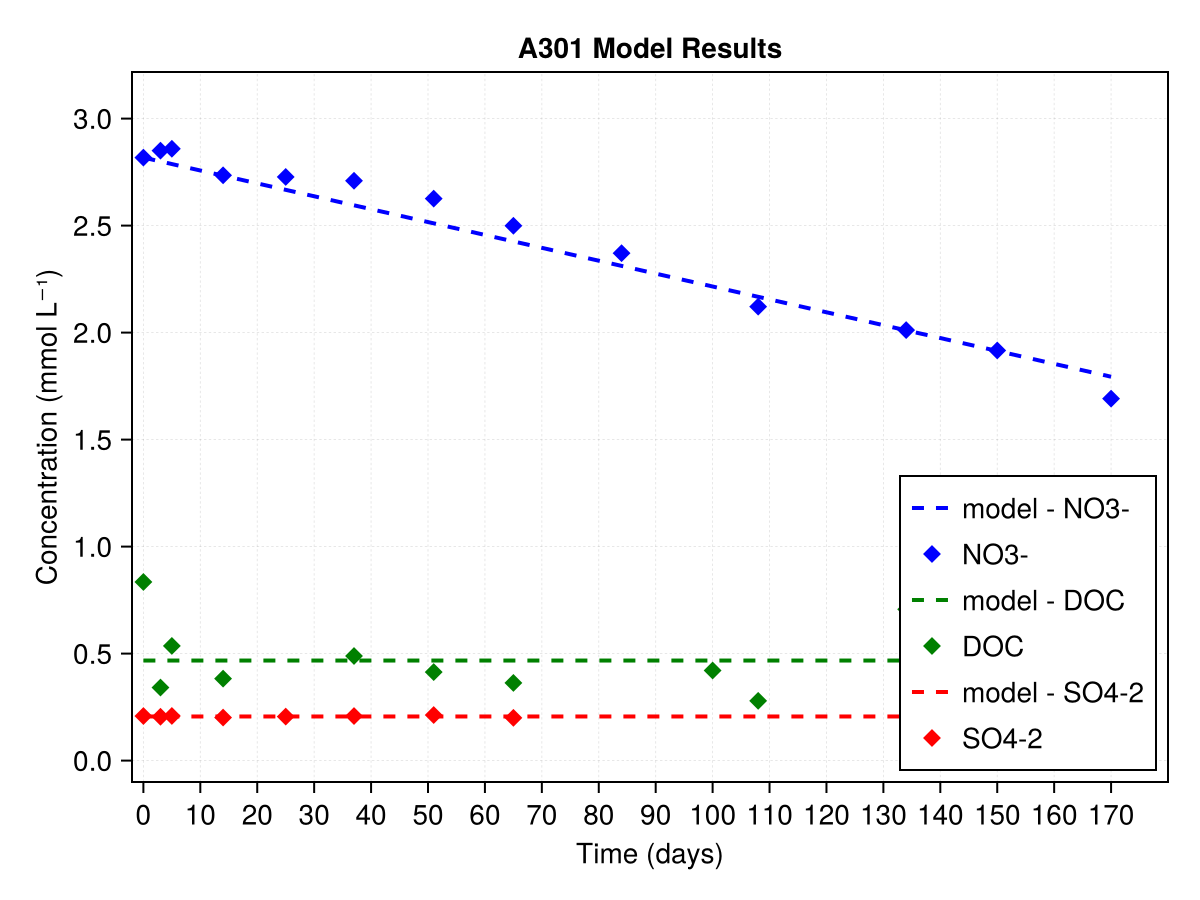 A301 Model Results
Concentration (mmol L⁻¹)
3.0
2.5
2.0
1.5
1.0
0.5
0.0
model - NO3-
NO3-
model - DOC
DOC
model - SO4-2
SO4-2
0 10 20 30 40 50 60 70 80 90 100 110 120 130 140 150 160 170
Time (days)